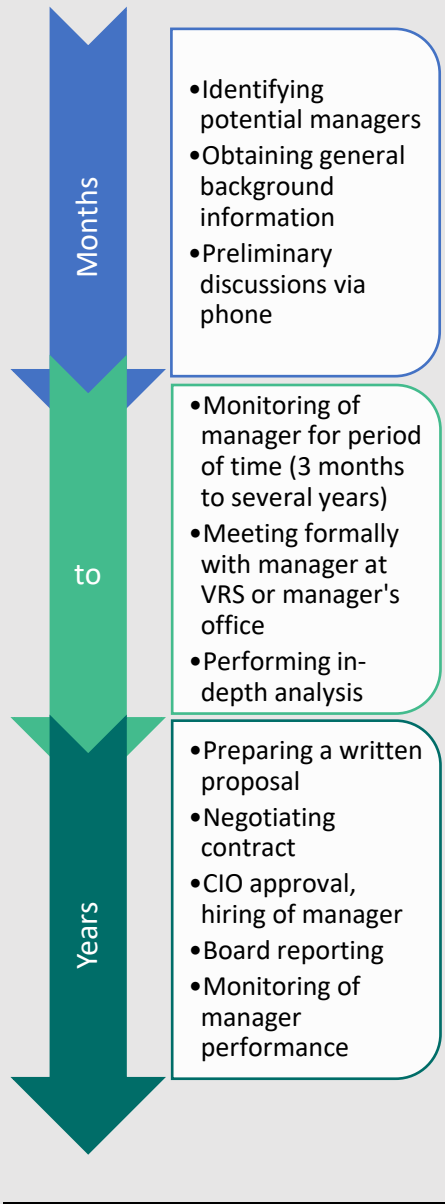 Months
•Identifying
potential managers
•Obtaining general
background
information
•Preliminary
discussions via
phone
to
•Monitoring of
manager for period
of time (3 months
to several years)
•Meeting formally
with manager at
VRS or manager's
office
•Performing in-
depth analysis
Years
•Preparing a written
proposal
•Negotiating
contract
•CIO approval,
hiring of manager
•Board reporting
•Monitoring of
manager
performance